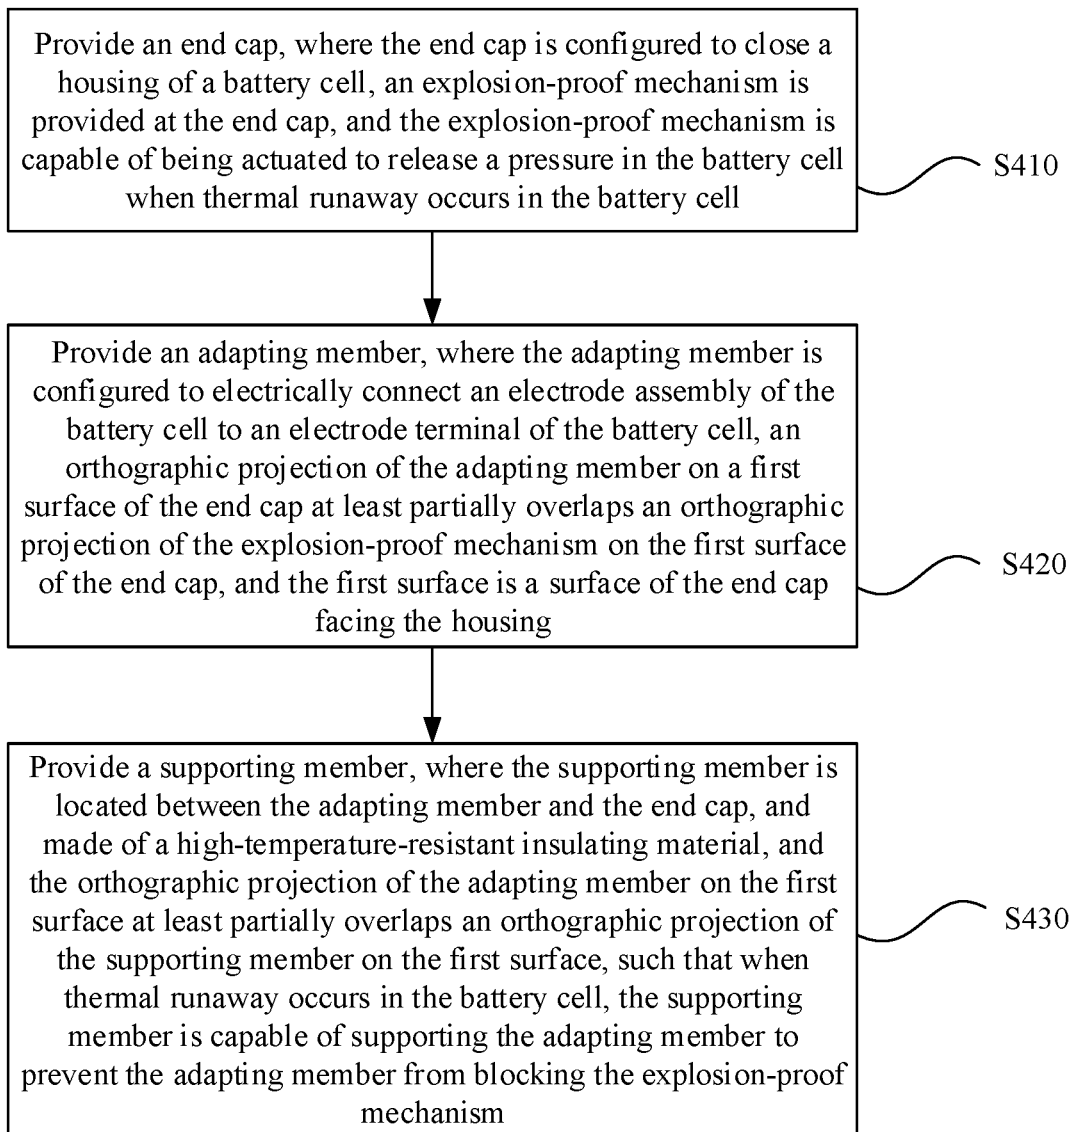 Provide an end cap, where the end cap is configured to close a
housing of a battery cell, an explosion-proof mechanism is
provided at the end cap, and the explosion-proof mechanism is
capable of being actuated to release a pressure in the battery cell
when thermal runaway occurs in the battery cell
S410
Provide an adapting member, where the adapting member is
configured to electrically connect an electrode assembly of the
battery cell to an electrode terminal of the battery cell, an
orthographic projection of the adapting member on a first
surface of the end cap at least partially overlaps an orthographic
projection of the explosion-proof mechanism on the first surface
of the end cap, and the first surface is a surface of the end cap
facing the housing
S420
Provide a supporting member, where the supporting member is
located between the adapting member and the end cap, and
made of a high-temperature-resistant insulating material, and
the orthographic projection of the adapting member on the first
surface at least partially overlaps an orthographic projection of
the supporting member on the first surface, such that when
thermal runaway occurs in the battery cell, the supporting
member is capable of supporting the adapting member to
prevent the adapting member from blocking the explosion-proof
mechanism
S430